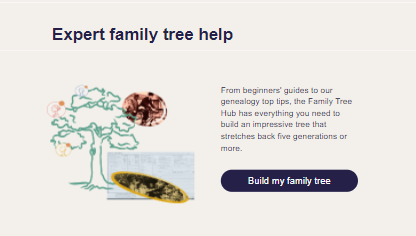 Expert family tree help
From beginners' guides to our
genealogy top tips, the Family Tree
Hub has everything you need to
build an impressive tree that
stretches back five generations or
more.
Build my family tree